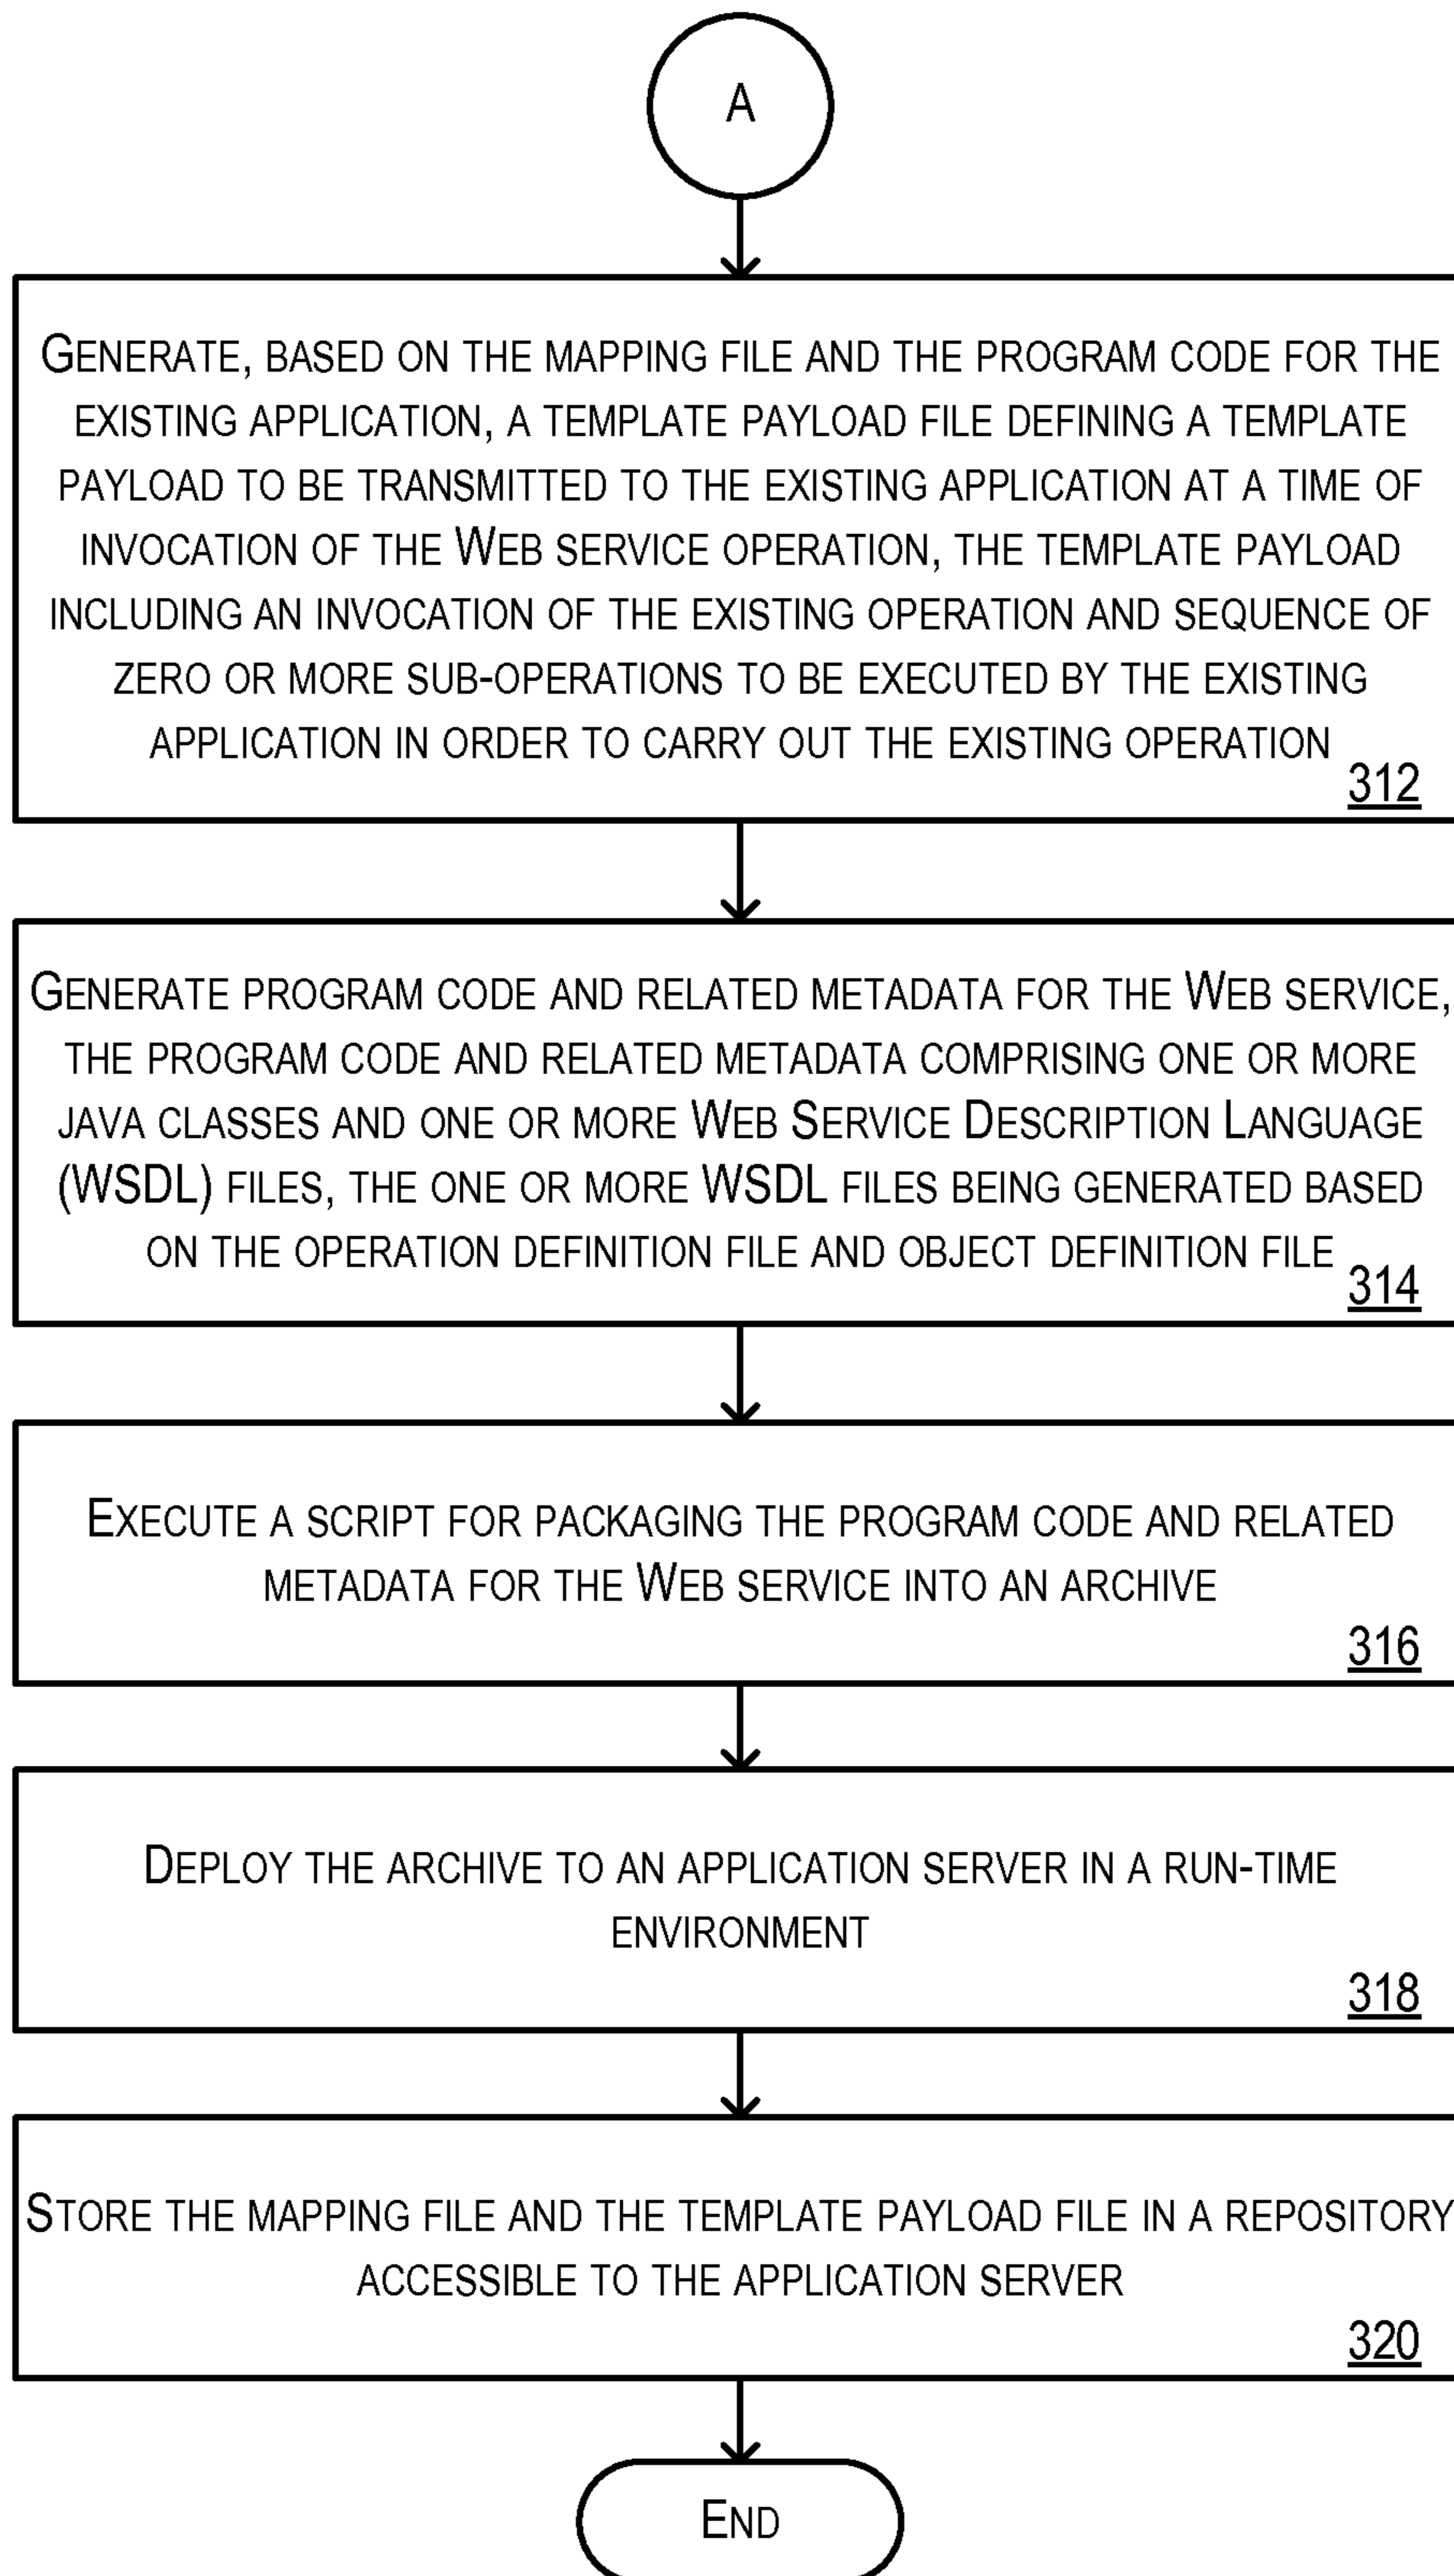 A
GENERATE, BASED ON THE MAPPING FILE AND THE PROGRAM CODE FOR THE
EXISTING APPLICATION, A TEMPLATE PAYLOAD FILE DEFINING A TEMPLATE
PAYLOAD TO BE TRANSMITTED TO THE EXISTING APPLICATION AT A TIME OF
INVOCATION OF THE WEB SERVICE OPERATION, THE TEMPLATE PAYLOAD
INCLUDING AN INVOCATION OF THE EXISTING OPERATION AND SEQUENCE OF
ZERO OR MORE SUB-OPERATIONS TO BE EXECUTED BY THE EXISTING
APPLICATION IN ORDER TO CARRY OUT THE EXISTING OPERATION
312
GENERATE PROGRAM CODE AND RELATED METADATA FOR THE WEB SERVICE,
THE PROGRAM CODE AND RELATED METADATA COMPRISING ONE OR MORE
JAVA CLASSES AND ONE OR MORE WEB SERVICE DESCRIPTION LANGUAGE
(WSDL) FILES, THE ONE OR MORE WSDL FILES BEING GENERATED BASED
ON THE OPERATION DEFINITION FILE AND OBJECT DEFINITION FILE
314
EXECUTE A SCRIPT FOR PACKAGING THE PROGRAM CODE AND RELATED
METADATA FOR THE WEB SERVICE INTO AN ARCHIVE
316
DEPLOY THE ARCHIVE TO AN APPLICATION SERVER IN A RUN-TIME
ENVIRONMENT
318
STORE THE MAPPING FILE AND THE TEMPLATE PAYLOAD FILE IN A REPOSITORY
ACCESSIBLE TO THE APPLICATION SERVER
320
END